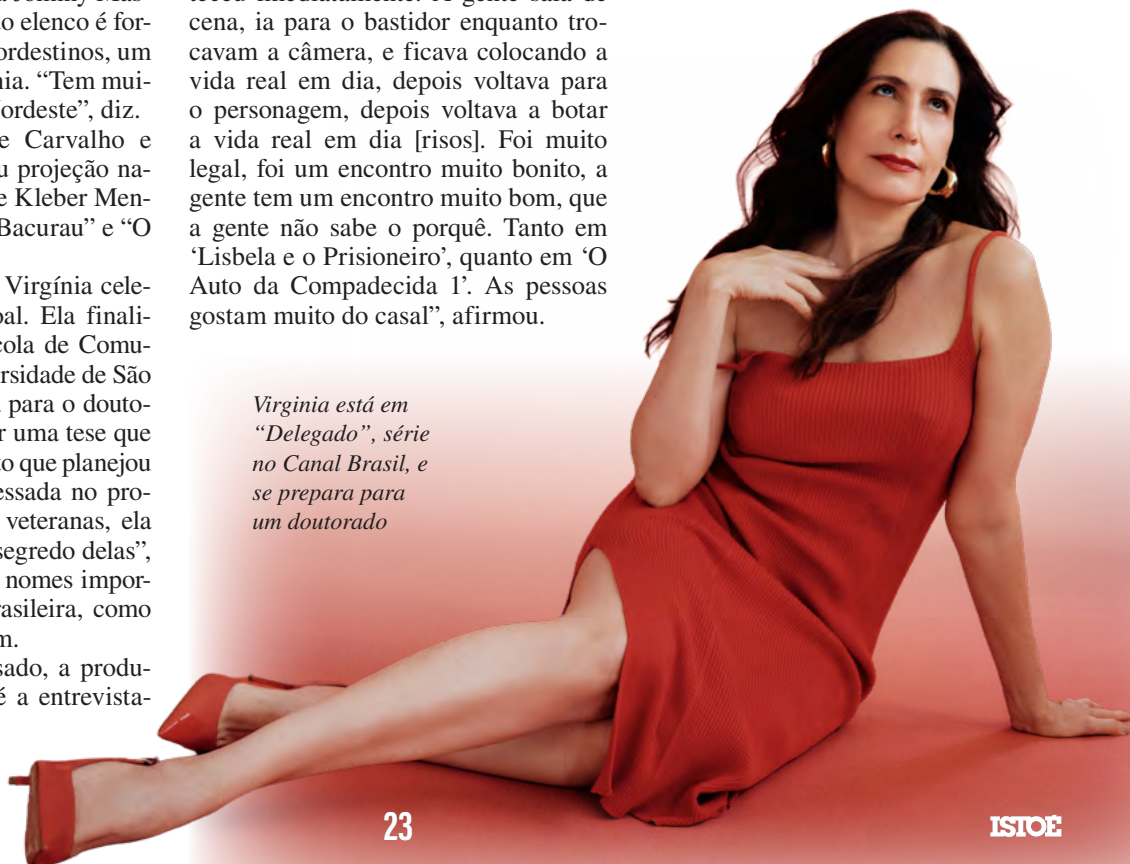 do elenco é for-
ordestinos, um
nia. “Tem mui-
Nordeste”, diz.
e Carvalho e
u projeção na-
e Kleber Men-
Bacurau” e “O
Virgínia cele-
pal. Ela finali-
cola de Comu-
ersidade de São
para o douto-
r uma tese que
to que planejou
essada no pro-
veteranas, ela
segredo delas”,
nomes impor-
rasileira, como
m.
sado, a produ-
é a entrevista-
cena, ia para o bastidor enquanto tro-
cavam a câmera, e ficava colocando a
vida real em dia, depois voltava para
o personagem, depois voltava a botar
a vida real em dia [risos]. Foi muito
legal, foi um encontro muito bonito, a
gente tem um encontro muito bom, que
a gente não sabe o porquê. Tanto em
‘Lisbela e o Prisioneiro’, quanto em ‘O
Auto da Compadecida 1’. As pessoas
gostam muito do casal”, afirmou.
Virginia está em
“Delegado”, série
no Canal Brasil, e
se prepara para
um doutorado
23
ISTOÉ